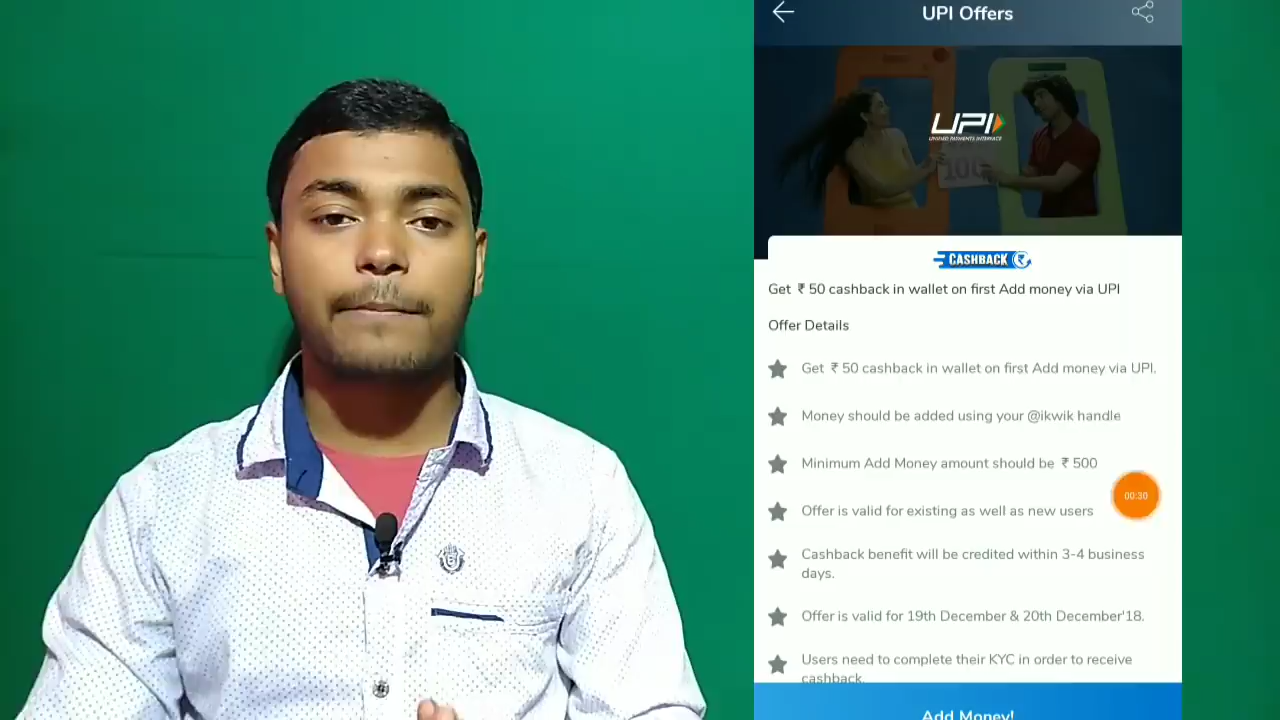 UPI Offers
UPI
UNIFIED PAYMENTS INTERFACE
100
CASHBACK ₹
Get ₹ 50 cashback in wallet on first Add money via UPI
Offer Details
Get ₹ 50 cashback in wallet on first Add money via UPI.
Money should be added using your @ikwik handle
Minimum Add Money amount should be ₹ 500
00:30
Offer is valid for existing as well as new users
Cashback benefit will be credited within 3-4 business
days.
Offer is valid for 19th December & 20th December'18.
Users need to complete their KYC in order to receive
cashback.
Add Money!